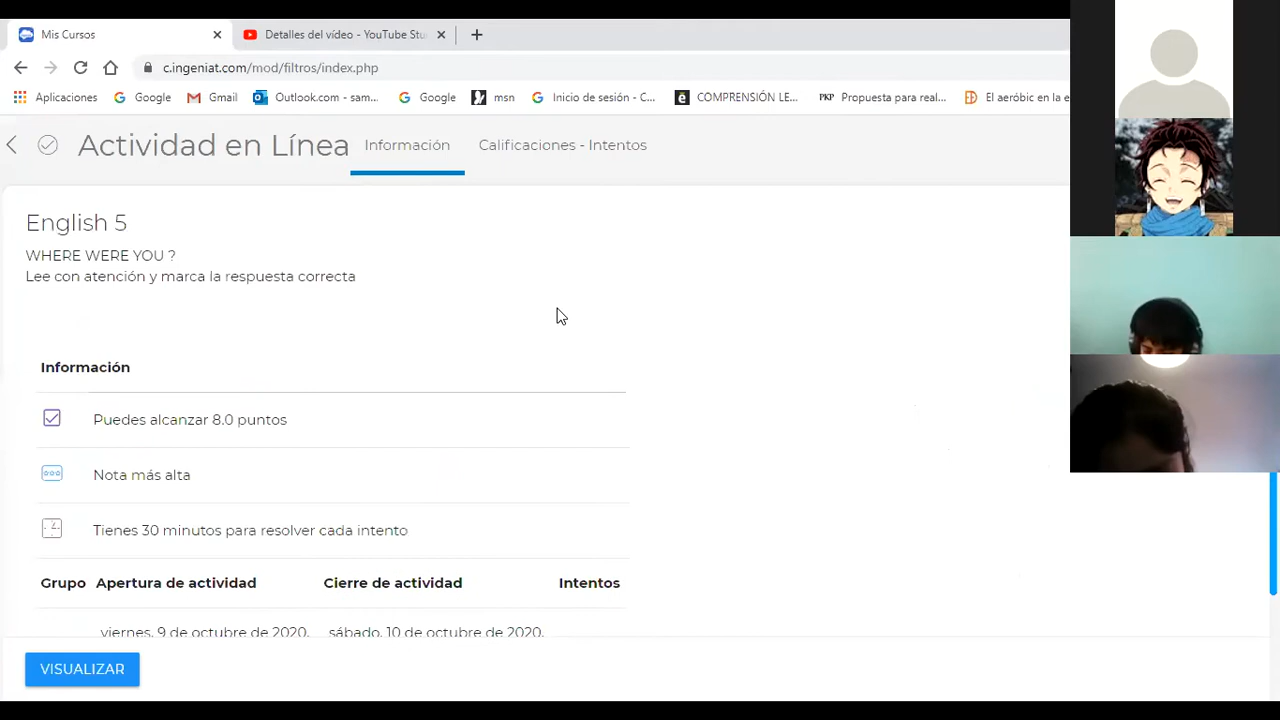 Mis Cursos
Detalles del vídeo - YouTube Stu
c.ingeniat.com/mod/filtros/index.php
Aplicaciones
Google
Gmail
Outlook.com - sam...
Google
msn
Inicio de sesión - C...
COMPRENSIÓN LE...
PKP Propuesta para real...
El aeróbic en la e
Actividad en Línea
Información
Calificaciones - Intentos
English 5
WHERE WERE YOU ?
Lee con atención y marca la respuesta correcta
Información
Puedes alcanzar 8.0 puntos
Nota más alta
Tienes 30 minutos para resolver cada intento
Grupo Apertura de actividad Cierre de actividad Intentos
viernes, 9 de octubre de 2020, sábado, 10 de octubre de 2020,
VISUALIZAR